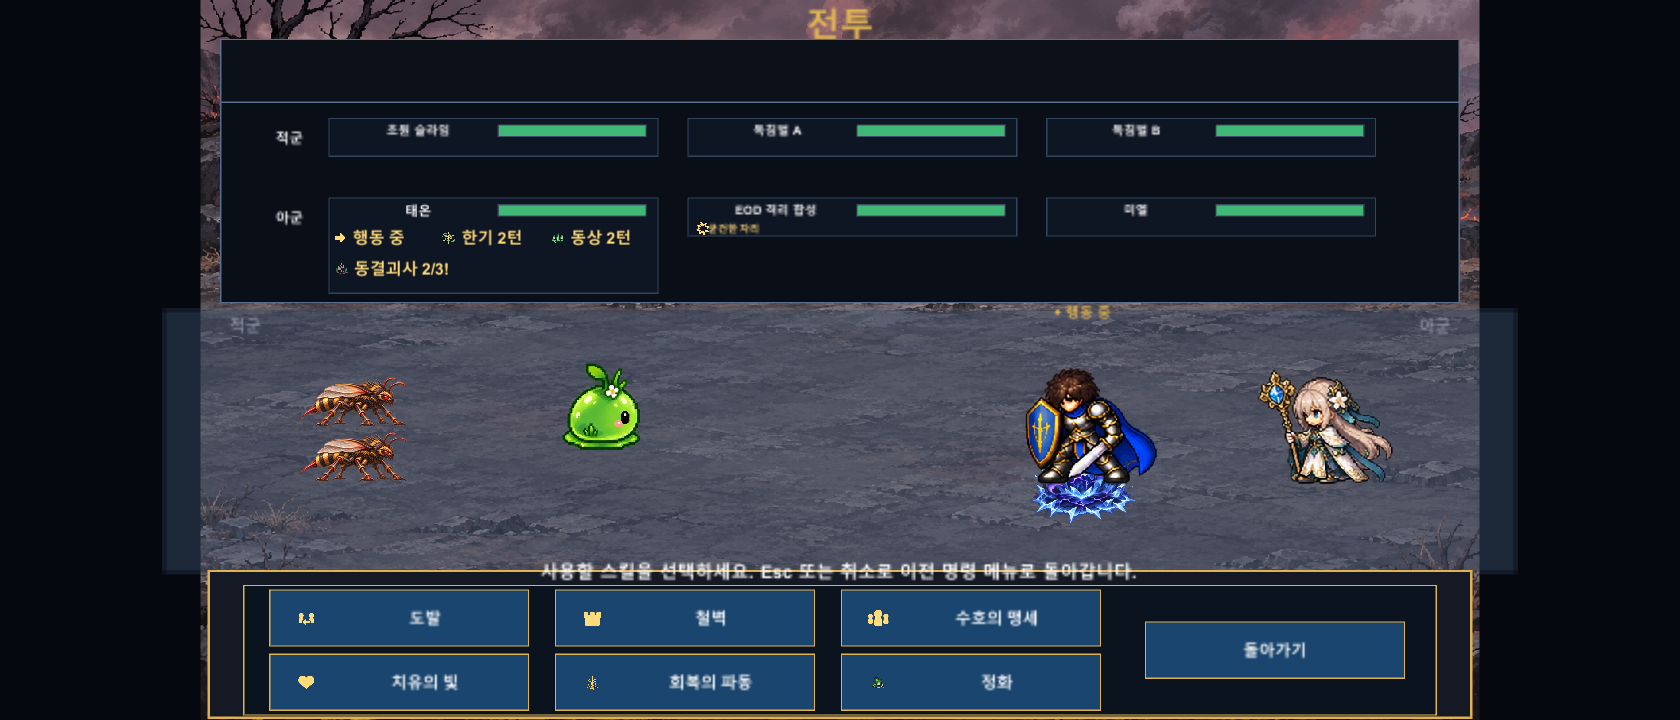 전투
적군
초원 슬라임
독침벌 A
독침벌 B
아군
태온
행동 중
한기 2턴
동상 2턴
동결괴사 2/3!
EOD 격리 합성
미엘
행동 중
적군
아군
사용할 스킬을 선택하세요. Esc 또는 취소로 이전 명령 메뉴로 돌아갑니다.
도발
철벽
수호의 맹세
돌아가기
치유의 빛
회복의 파동
정화